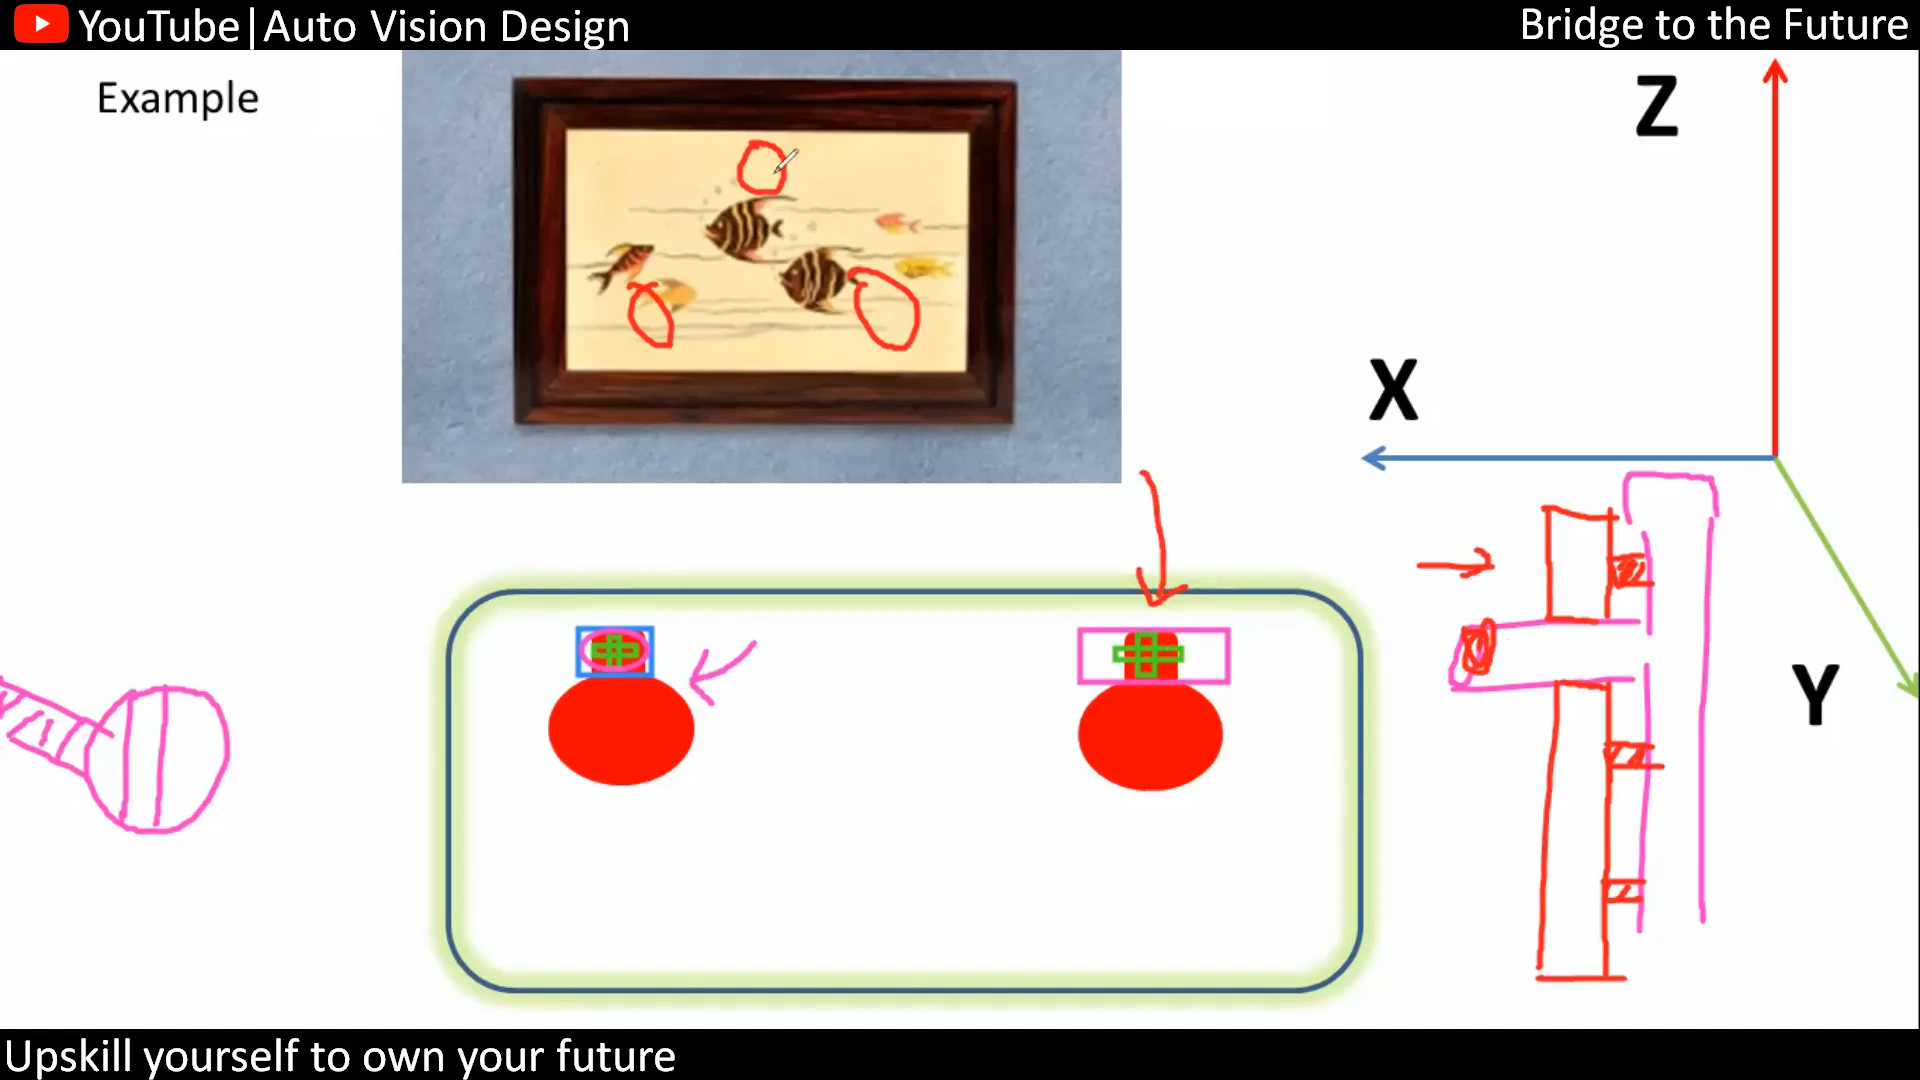 YouTube|Auto Vision Design
Bridge to the Future
Example
Z
X
Y
Upskill yourself to own your future